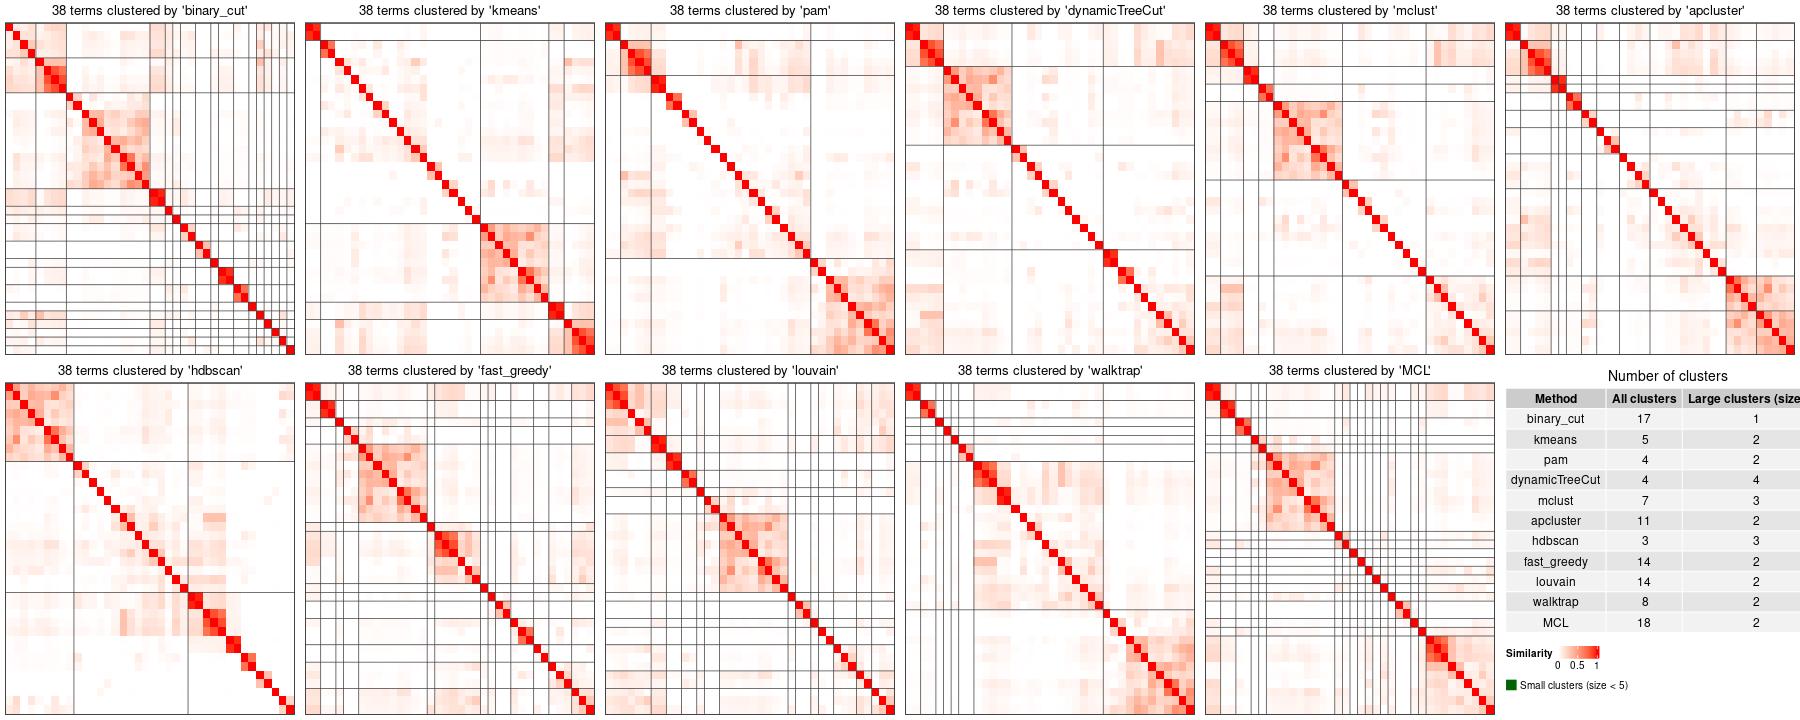 38 terms clustered by 'binary_cut'
38 terms clustered by 'kmeans'
38 terms clustered by 'pam'
38 terms clustered by 'dynamicTreeCut'
38 terms clustered by 'mclust'
38 terms clustered by 'apcluster'
38 terms clustered by 'hdbscan'
38 terms clustered by 'fast_greedy'
38 terms clustered by 'louvain'
38 terms clustered by 'walktrap'
38 terms clustered by 'MCL'
Number of clusters
Method All clusters Large clusters (size
binary_cut 17 1
kmeans 5 2
pam 4 2
dynamicTreeCut 4 4
mclust 7 3
apcluster 11 2
hdbscan 3 3
fast_greedy 14 2
louvain 14 2
walktrap 8 2
MCL 18 2
Similarity
0 0.5 1
Small clusters (size < 5)